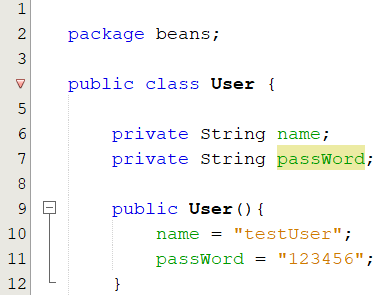 1
2 package beans;
3
public class User {
5
6 private String name;
7 private String passWord;
8
9 public User(){
10 name = "testUser";
11 passWord = "123456";
12 }